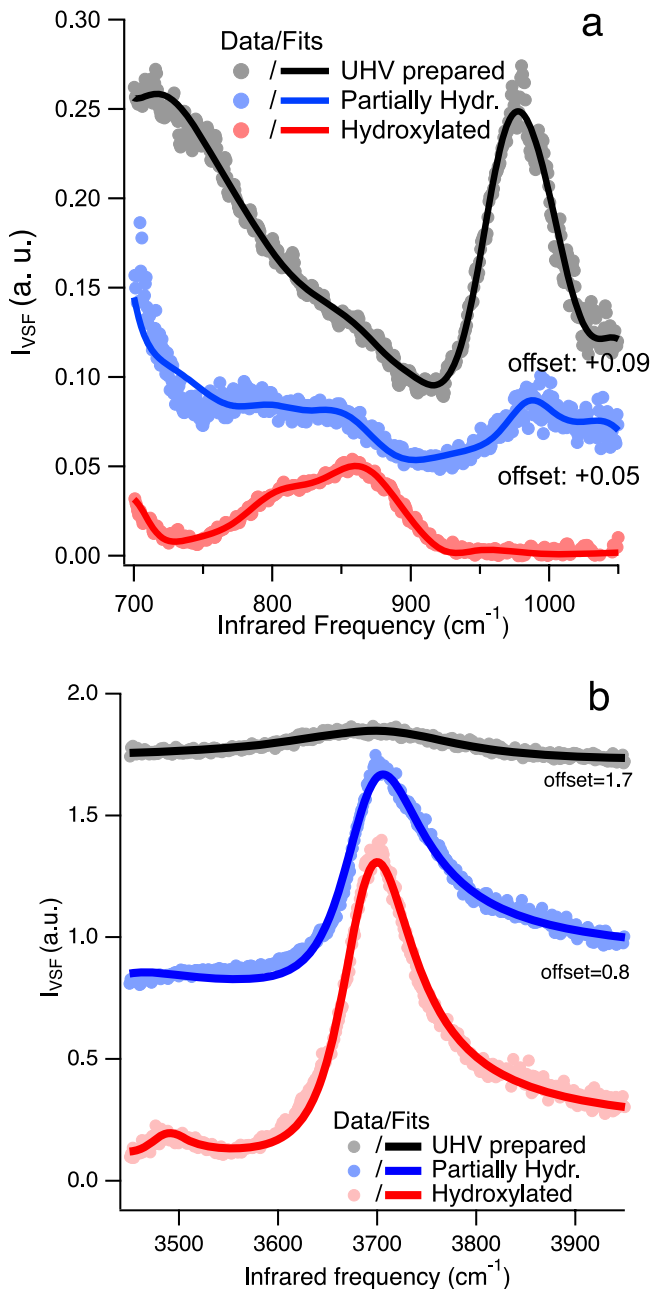 a
Data/Fits
/ UHV prepared
/ Partially Hydr.
/ Hydroxylated
0.30
0.25
0.20
0.15
0.10
0.05
0.00
I_VSF (a. u.)
offset: +0.09
offset: +0.05
700 800 900 1000
Infrared Frequency (cm⁻¹)
b
2.0
1.5
1.0
0.5
0.0
I_VSF (a.u.)
offset=1.7
offset=0.8
Data/Fits
/ UHV prepared
/ Partially Hydr.
/ Hydroxylated
3500 3600 3700 3800 3900
Infrared frequency (cm⁻¹)